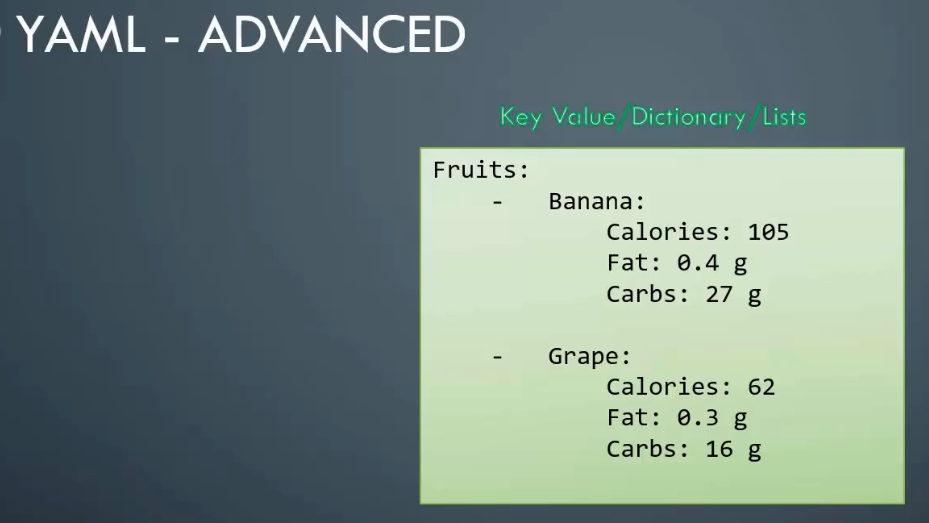 YAML - ADVANCED
Key Value/Dictionary/Lists
Fruits:
- Banana:
Calories: 105
Fat: 0.4 g
Carbs: 27 g
- Grape:
Calories: 62
Fat: 0.3 g
Carbs: 16 g